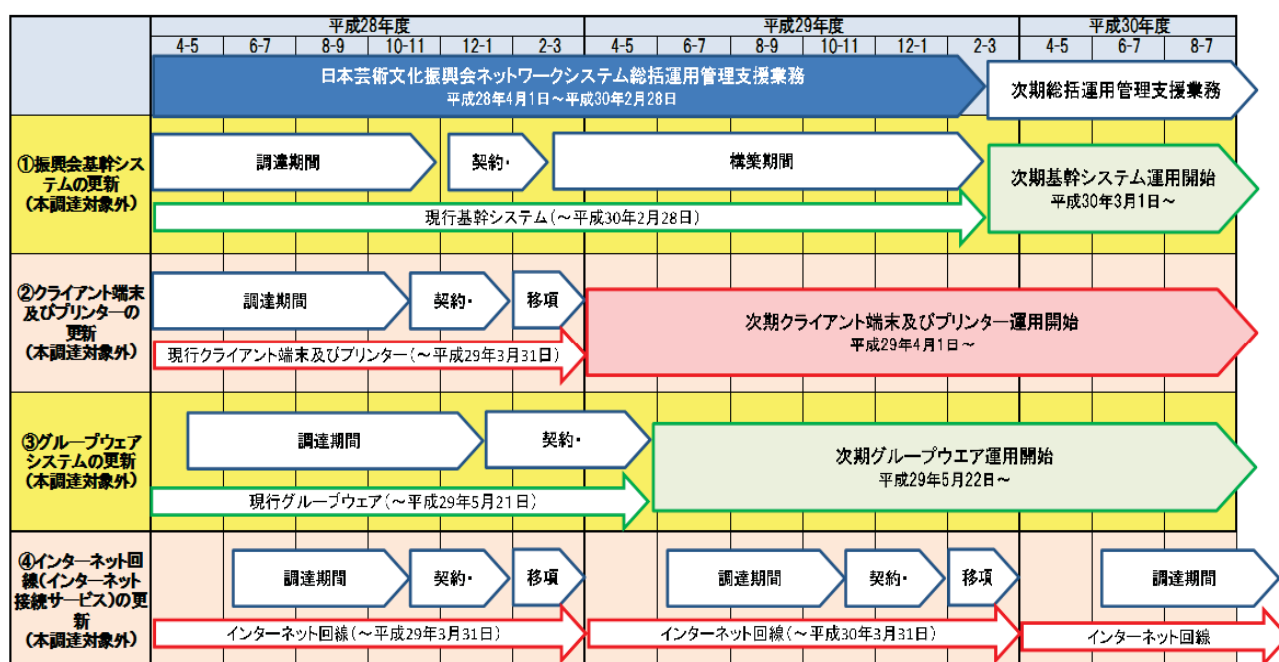 平成28年度 平成29年度 平成30年度
4-5 6-7 8-9 10-11 12-1 2-3 4-5 6-7 8-9 10-11 12-1 2-3 4-5 6-7 8-7
日本芸術文化振興会ネットワークシステム総括運用管理支援業務
平成28年4月1日～平成30年2月28日
次期総括運用管理支援業務
①振興会基幹シス
テムの更新
(本調達対象外)
調達期間 契約・ 構築期間
現行基幹システム(～平成30年2月28日)
次期基幹システム運用開始
平成30年3月1日～
②クライアント端末
及びプリンターの
更新
(本調達対象外)
調達期間 契約・ 移項
現行クライアント端末及びプリンター(～平成29年3月31日)
次期クライアント端末及びプリンター運用開始
平成29年4月1日～
③グループウェア
システムの更新
(本調達対象外)
調達期間 契約・
現行グループウェア(～平成29年5月21日)
次期グループウエア運用開始
平成29年5月22日～
④インターネット回
線(インターネット
接続サービス)の更
新
(本調達対象外)
調達期間 契約・ 移項 調達期間 契約・ 移項 調達期間
インターネット回線(～平成29年3月31日) インターネット回線(～平成30年3月31日) インターネット回線